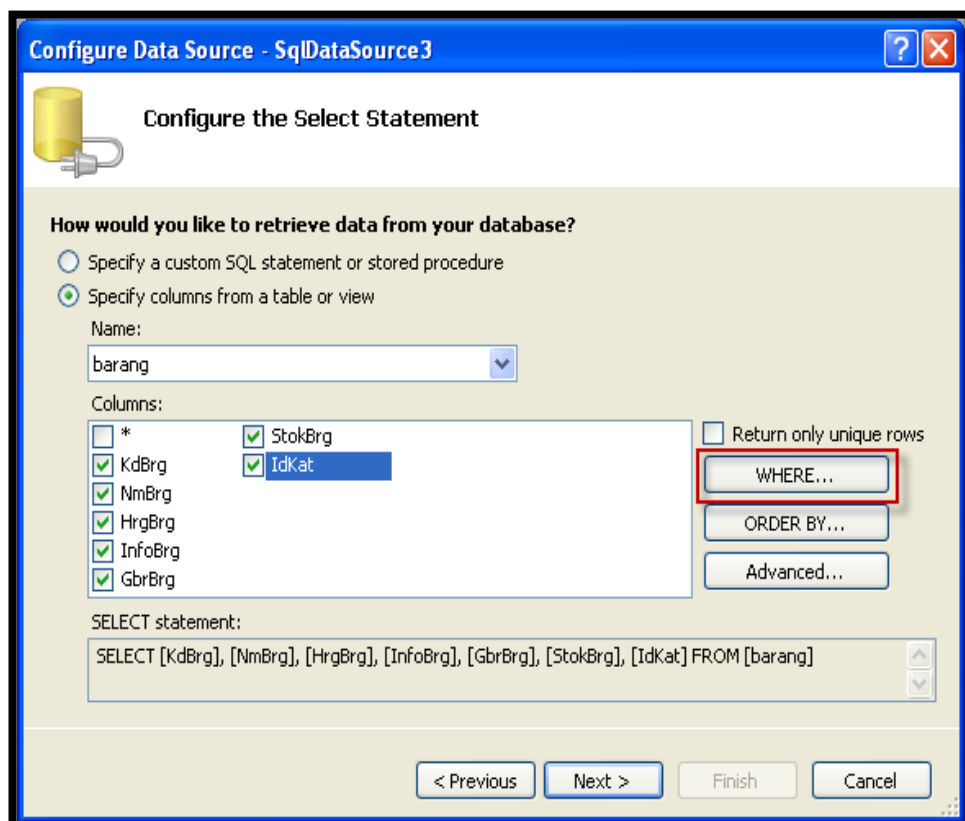 Configure Data Source - SqlDataSource3
Configure the Select Statement
How would you like to retrieve data from your database?
Specify a custom SQL statement or stored procedure
Specify columns from a table or view
Name:
barang
Columns:
*
KdBrg
NmBrg
HrgBrg
InfoBrg
GbrBrg
StokBrg
IdKat
Return only unique rows
WHERE...
ORDER BY...
Advanced...
SELECT statement:
SELECT [KdBrg], [NmBrg], [HrgBrg], [InfoBrg], [GbrBrg], [StokBrg], [IdKat] FROM [barang]
< Previous
Next >
Finish
Cancel